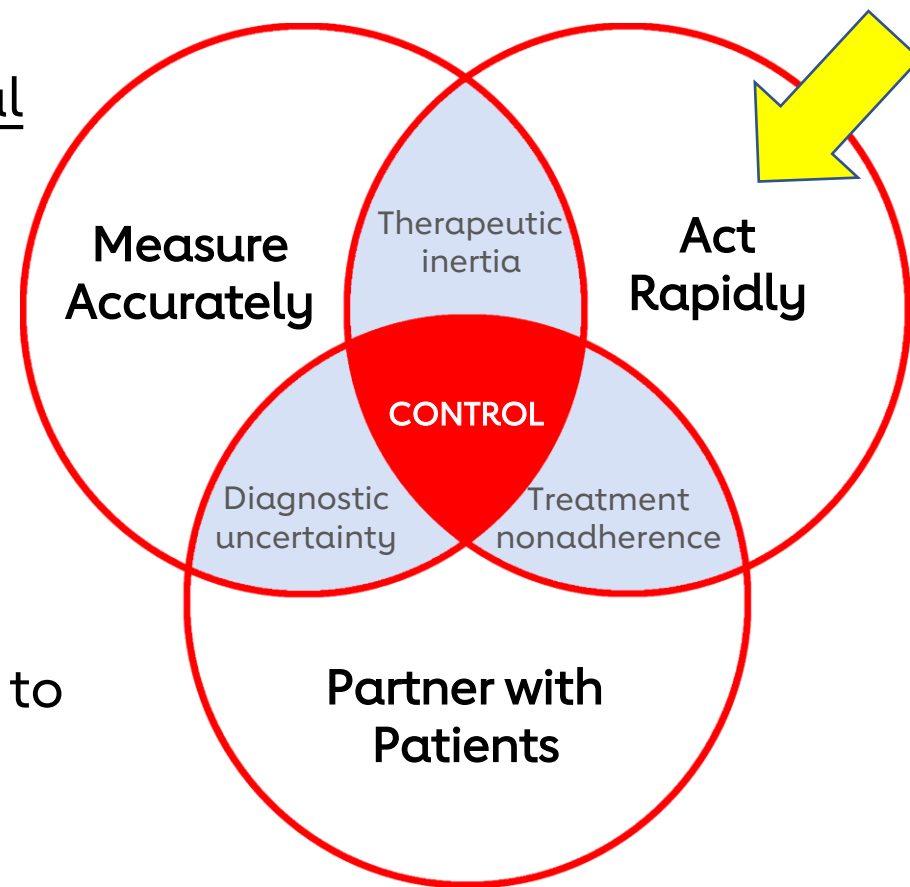 Measure
Accurately
Therapeutic
inertia
Act
Rapidly
CONTROL
Diagnostic
uncertainty
Treatment
nonadherence
to
Partner with
Patients